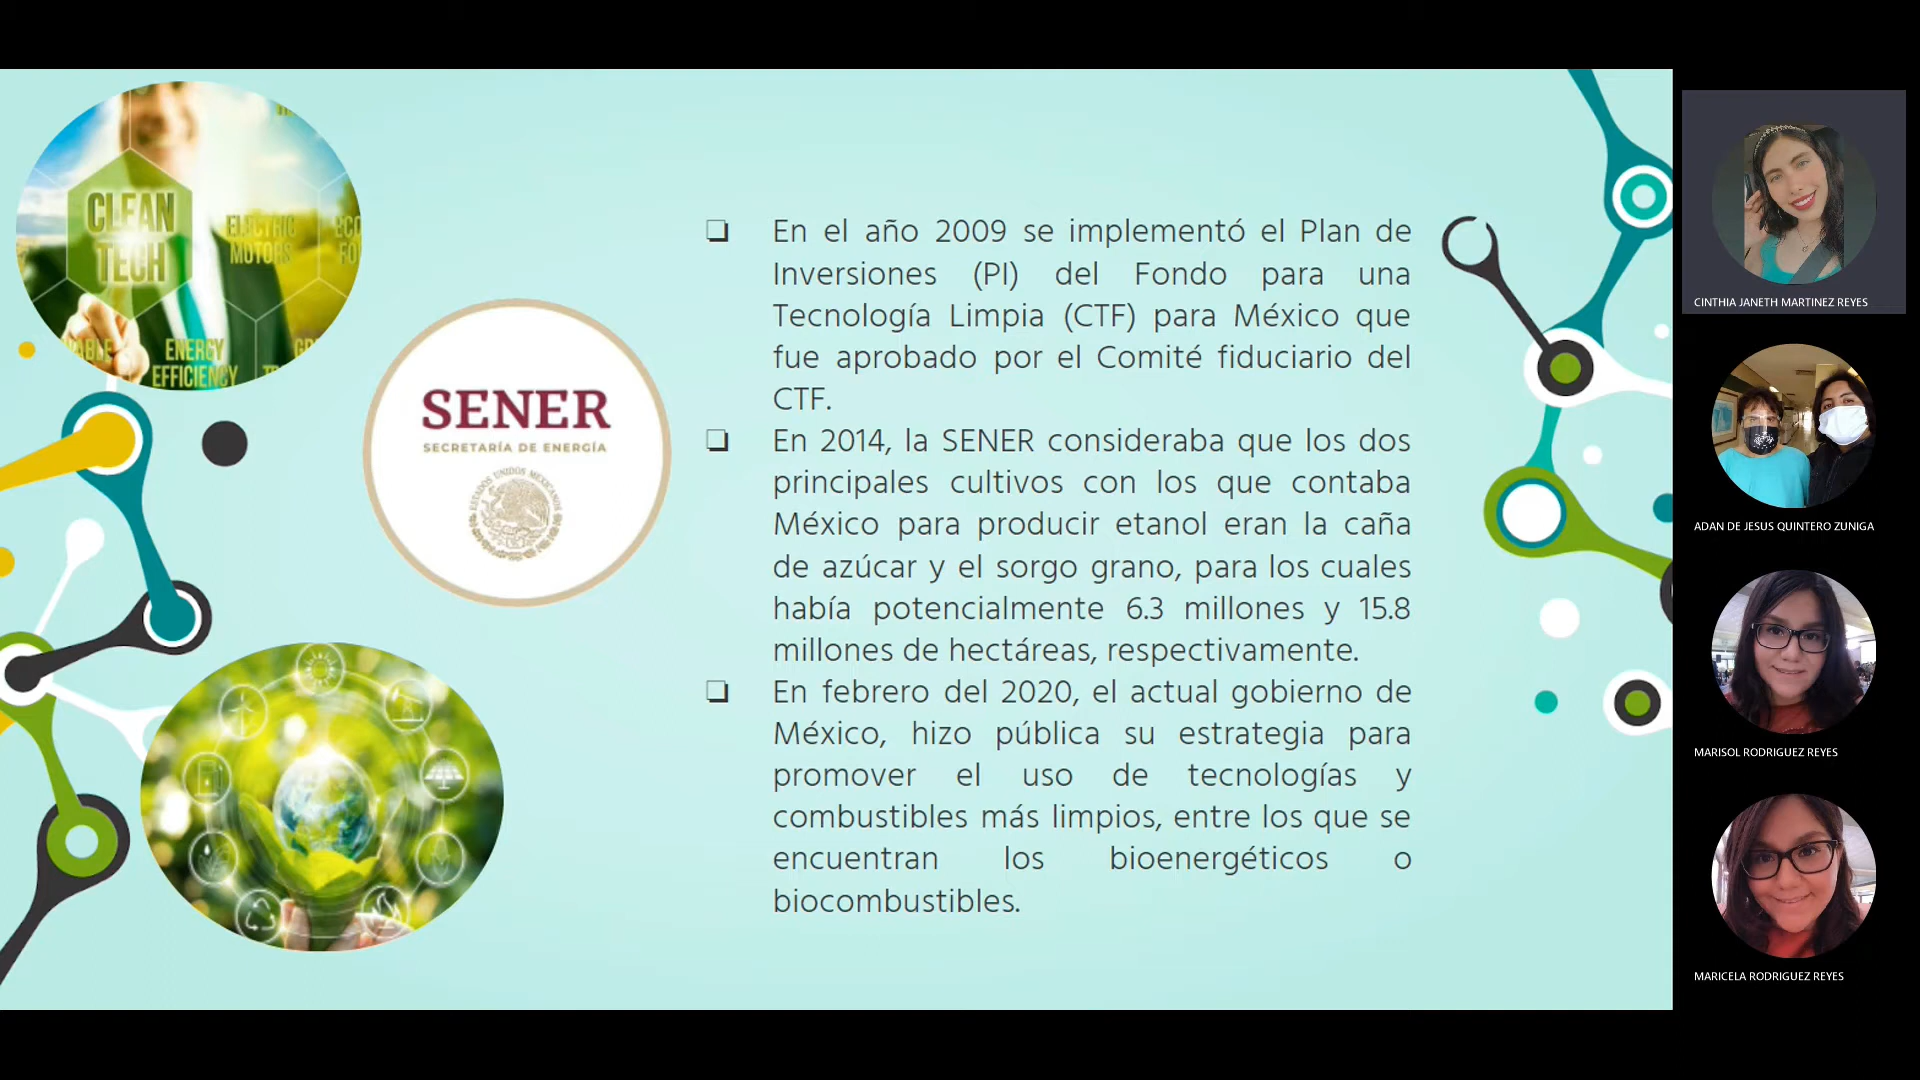 CLEAN
TECH
ELECTRIC
MOTORS
ENERGY
EFFICIENCY
SENER
SECRETARÍA DE ENERGÍA
ESTADOS UNIDOS MEXICANOS
❑ En el año 2009 se implementó el Plan de
Inversiones (PI) del Fondo para una
Tecnología Limpia (CTF) para México que
fue aprobado por el Comité fiduciario del
CTF.
❑ En 2014, la SENER consideraba que los dos
principales cultivos con los que contaba
México para producir etanol eran la caña
de azúcar y el sorgo grano, para los cuales
había potencialmente 6.3 millones y 15.8
millones de hectáreas, respectivamente.
❑ En febrero del 2020, el actual gobierno de
México, hizo pública su estrategia para
promover el uso de tecnologías y
combustibles más limpios, entre los que se
encuentran los bioenergéticos o
biocombustibles.
CINTHIA JANETH MARTINEZ REYES
ADAN DE JESUS QUINTERO ZUNIGA
MARISOL RODRIGUEZ REYES
MARICELA RODRIGUEZ REYES